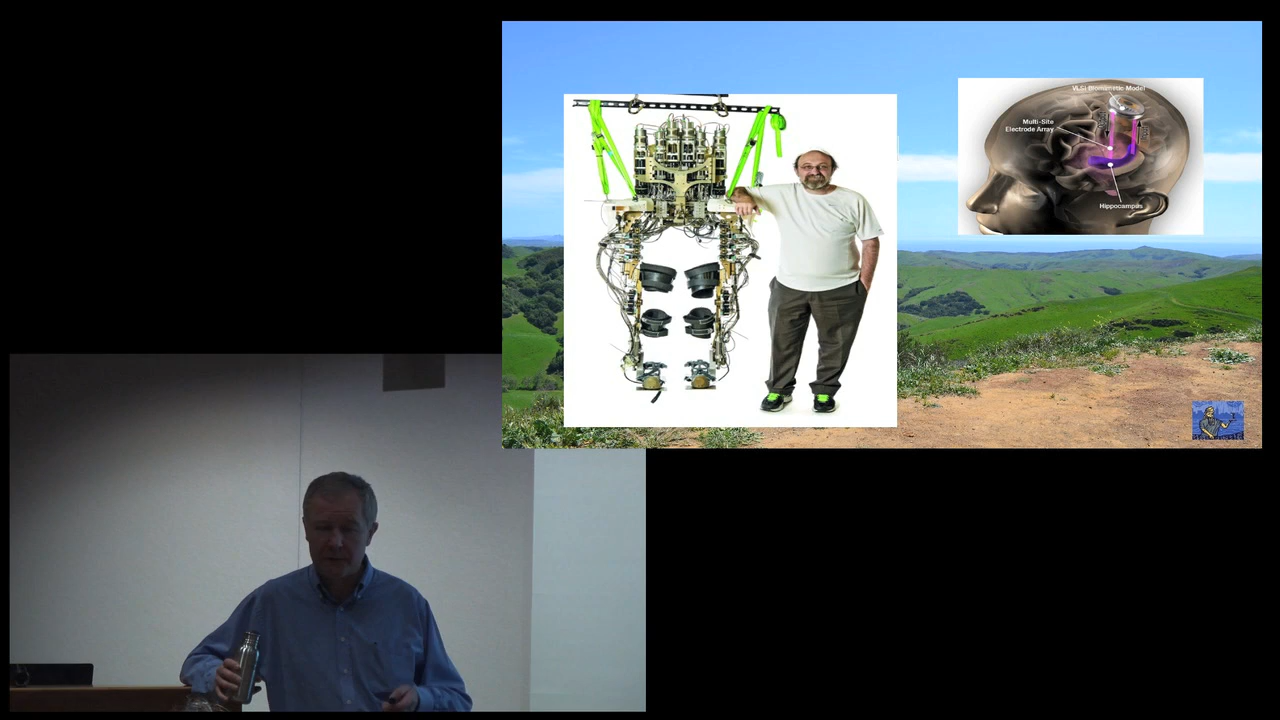 VLSI Biomimetic Model
Multi-Site
Electrode Array
Hippocampus